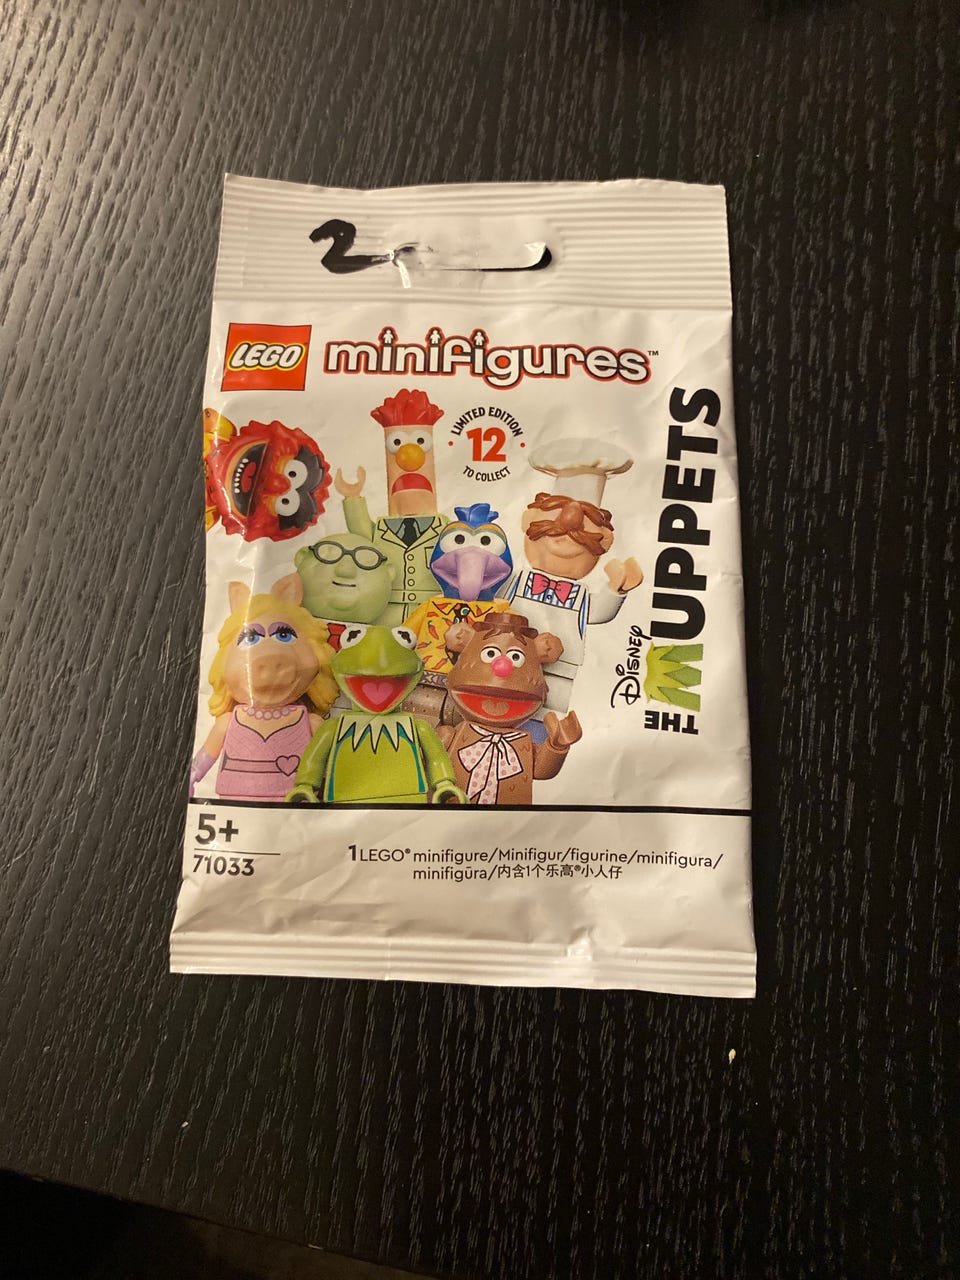 2
LEGO
minifigures™
LIMITED EDITION
12
TO COLLECT
Disney
THE MUPPETS
5+
71033
1 LEGO® minifigure/Minifigur/figurine/minifigura/
minifigūra/内含1个乐高®小人仔